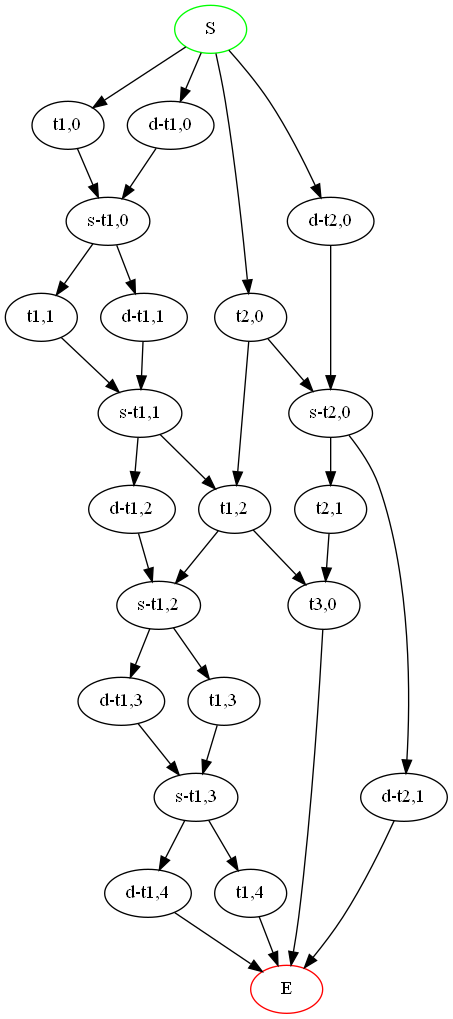 S
t1,0
d-t1,0
s-t1,0
d-t2,0
t1,1
d-t1,1
t2,0
s-t1,1
s-t2,0
d-t1,2
t1,2
t2,1
s-t1,2
t3,0
d-t1,3
t1,3
s-t1,3
d-t2,1
d-t1,4
t1,4
E